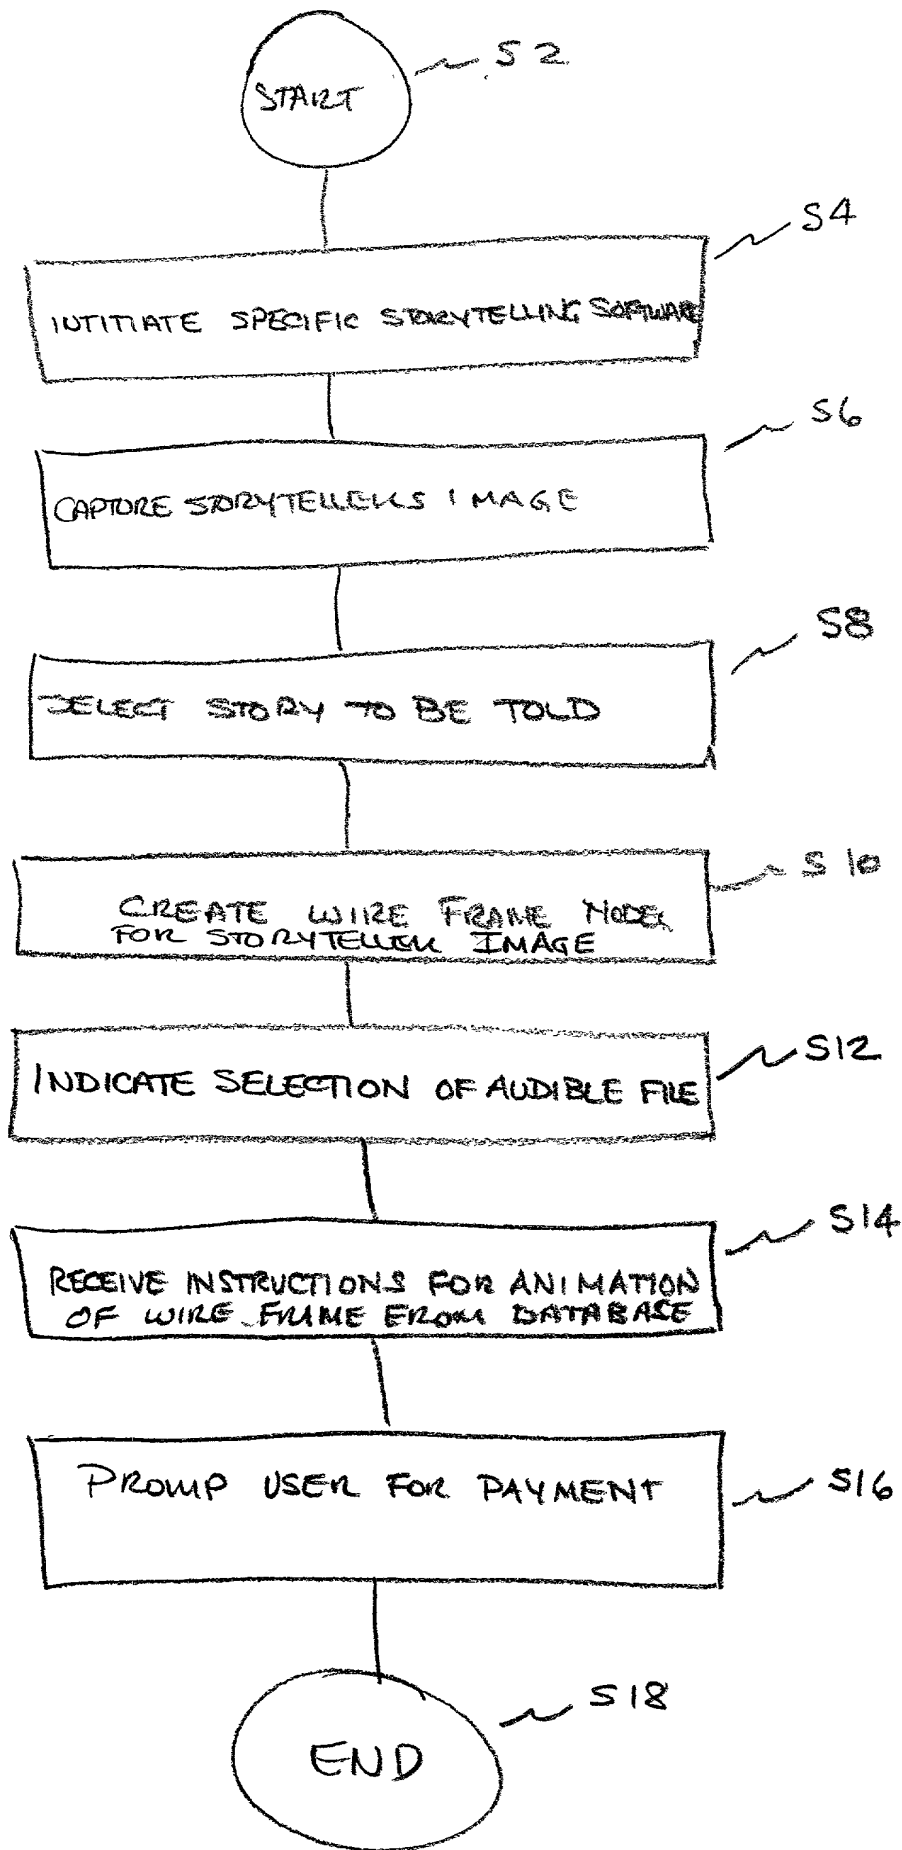 START
S2
S4
INTITIATE SPECIFIC STORYTELLING SOFTWARE
S6
CAPTURE STORYTELLERS IMAGE
S8
SELECT STORY TO BE TOLD
S10
CREATE WIRE FRAME MODEL
FOR STORYTELLER IMAGE
S12
INDICATE SELECTION OF AUDIBLE FILE
S14
RECEIVE INSTRUCTIONS FOR ANIMATION
OF WIRE FRAME FROM DATABASE
PROMP USER FOR PAYMENT
S16
S18
END